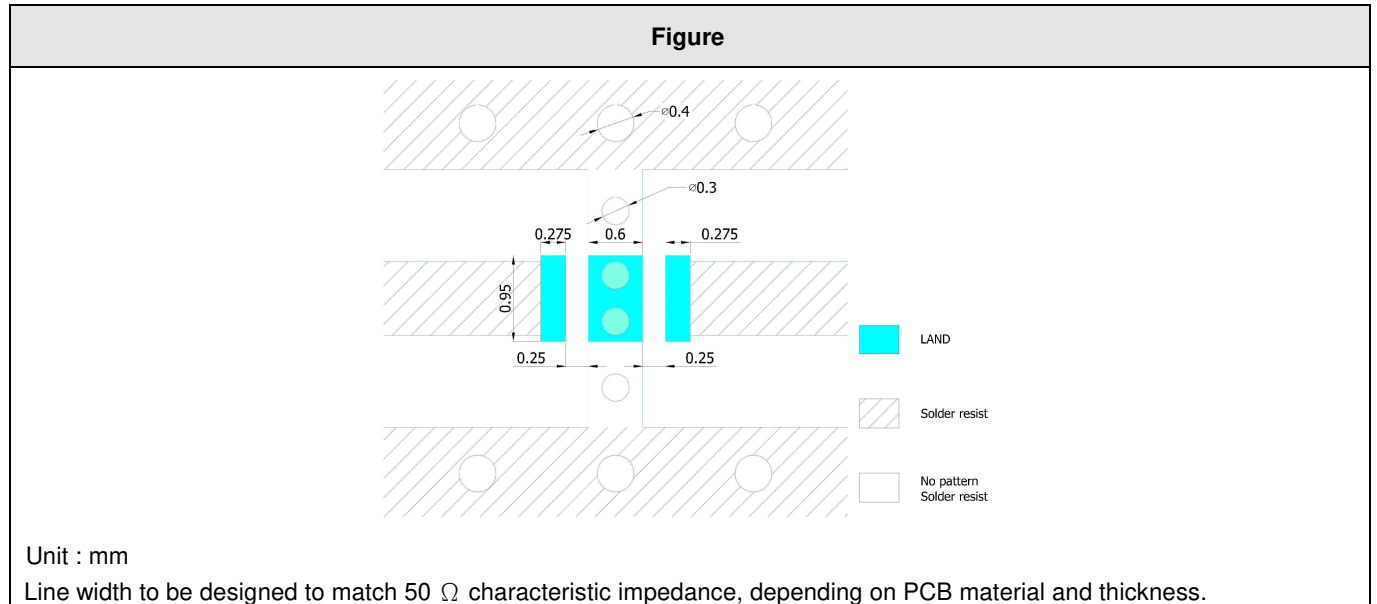 Figure
⌀0.4
⌀0.3
0.275 0.6 0.275
0.95
0.25 0.25
LAND
Solder resist
No pattern
Solder resist
Unit : mm
Line width to be designed to match 50 Ω characteristic impedance, depending on PCB material and thickness.